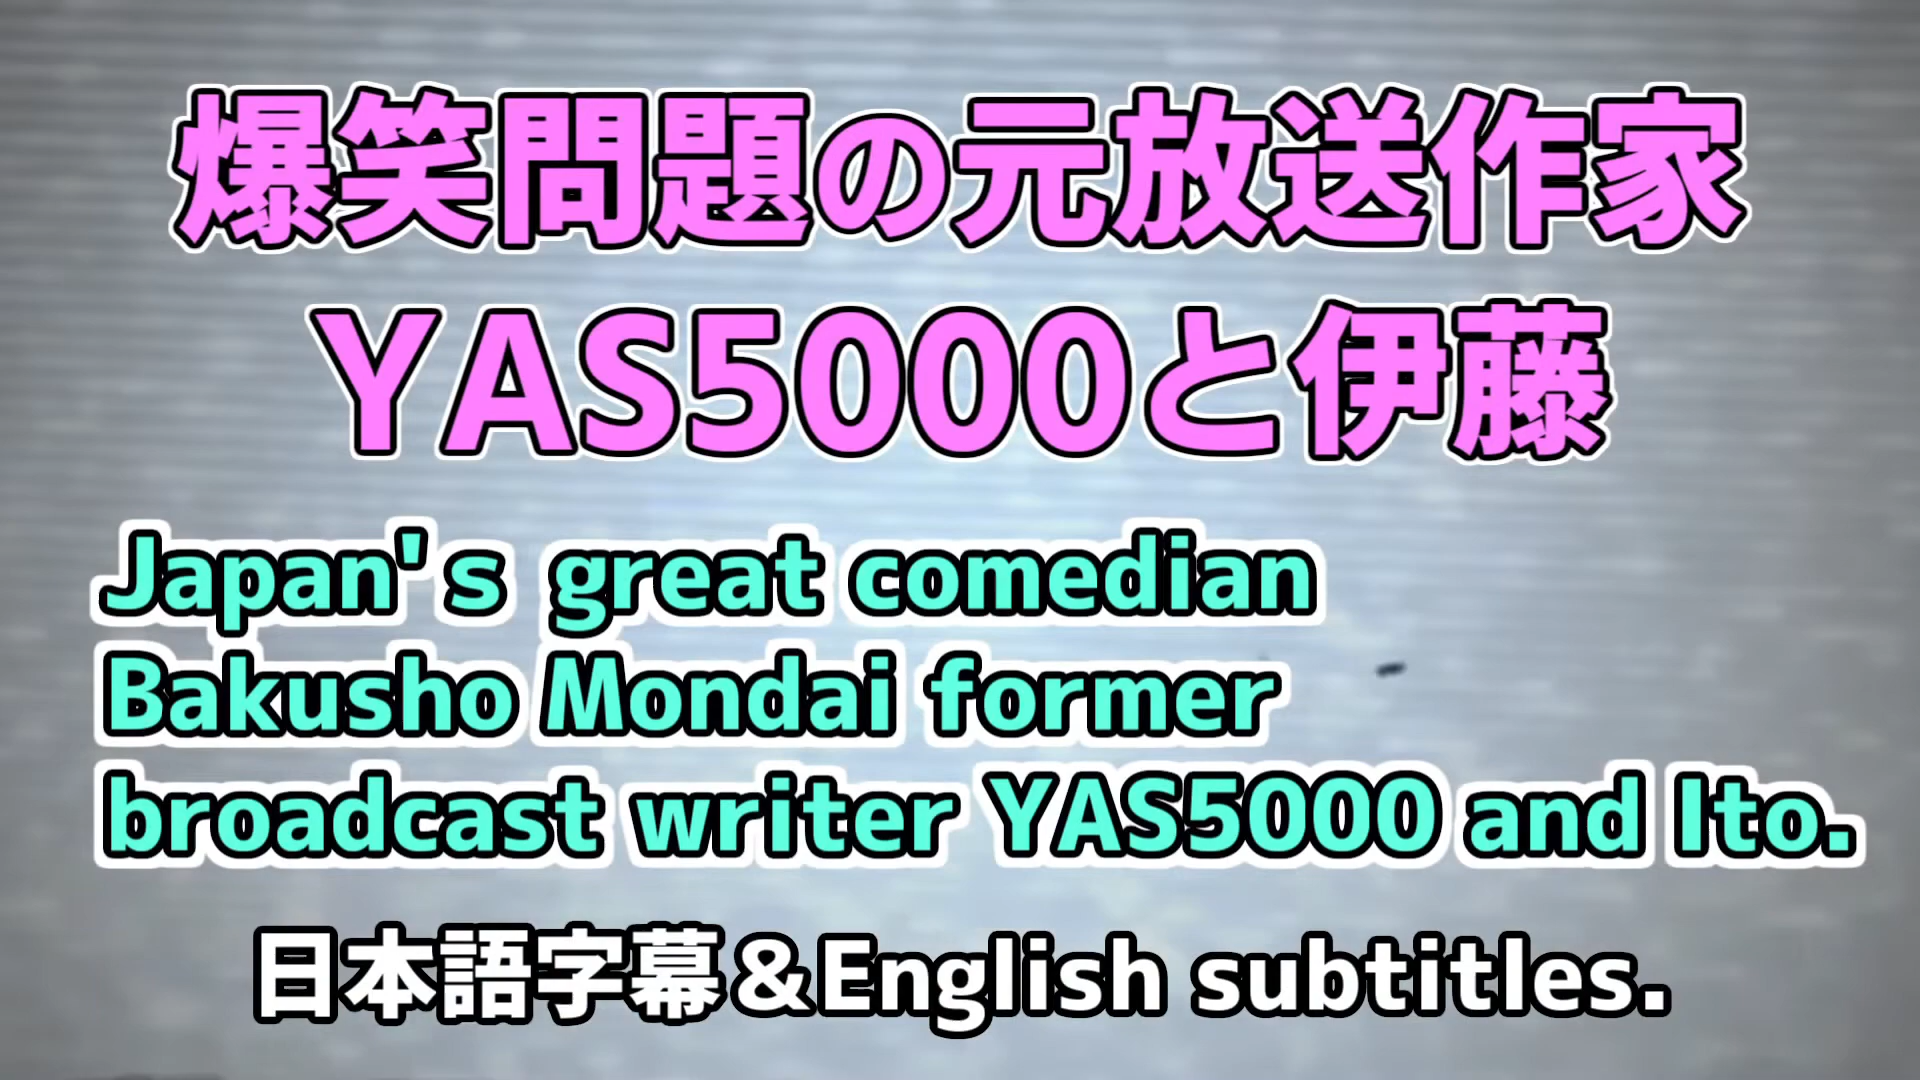 爆笑問題の元放送作家
YAS5000と伊藤
Japan's great comedian
Bakusho Mondai former
broadcast writer YAS5000 and Ito.
日本語字幕&English subtitles.